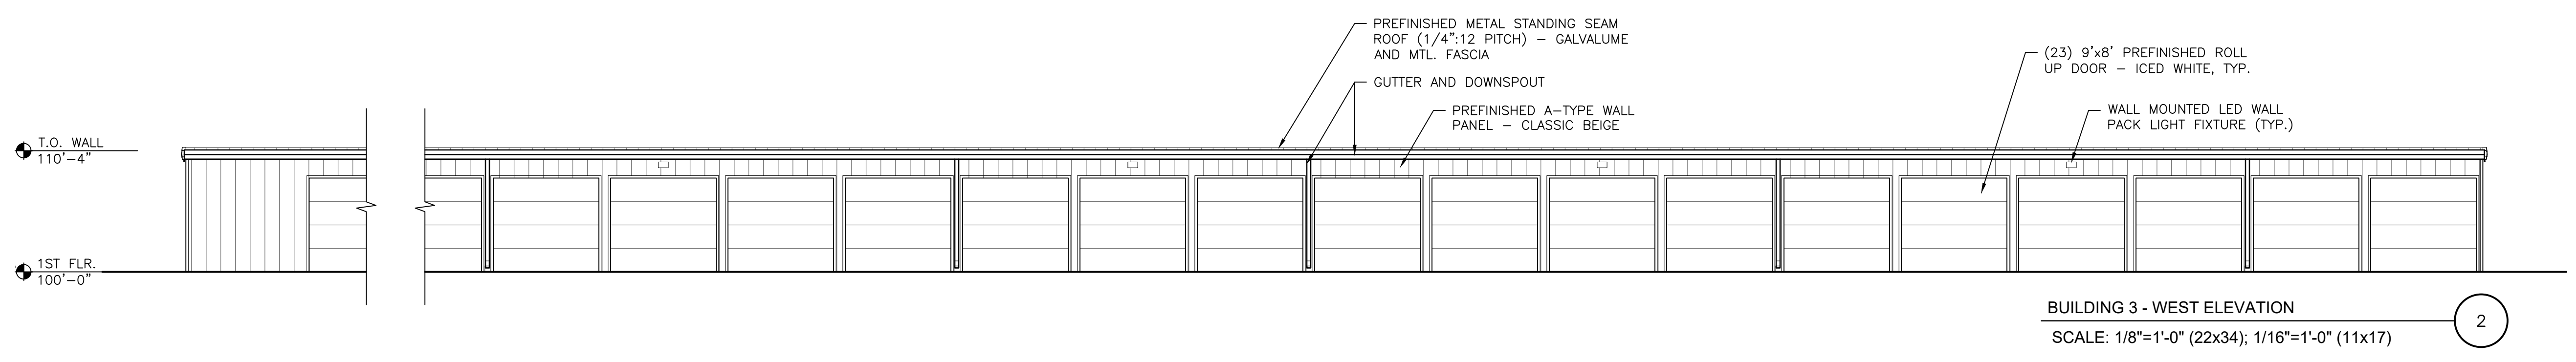 PREFINISHED METAL STANDING SEAM
ROOF (1/4":12 PITCH) – GALVALUME
AND MTL. FASCIA
GUTTER AND DOWNSPOUT
PREFINISHED A–TYPE WALL
PANEL – CLASSIC BEIGE
(23) 9'x8' PREFINISHED ROLL
UP DOOR – ICED WHITE, TYP.
WALL MOUNTED LED WALL
PACK LIGHT FIXTURE (TYP.)
T.O. WALL
110'–4"
1ST FLR.
100'–0"
BUILDING 3 - WEST ELEVATION
SCALE: 1/8"=1'-0" (22x34); 1/16"=1'-0" (11x17)
2